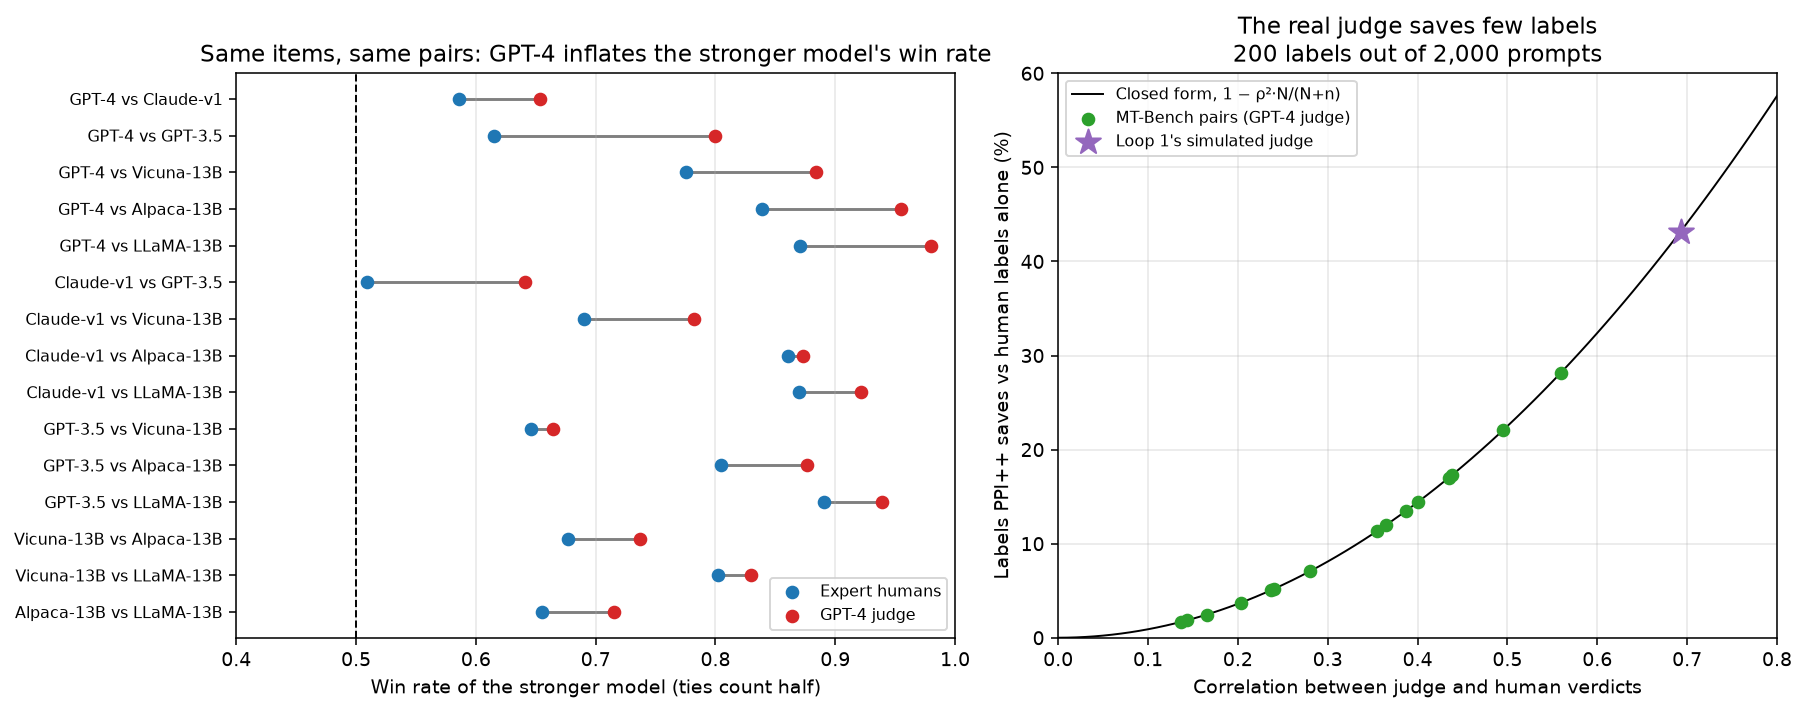 Same items, same pairs: GPT-4 inflates the stronger model's win rate
GPT-4 vs Claude-v1
GPT-4 vs GPT-3.5
GPT-4 vs Vicuna-13B
GPT-4 vs Alpaca-13B
GPT-4 vs LLaMA-13B
Claude-v1 vs GPT-3.5
Claude-v1 vs Vicuna-13B
Claude-v1 vs Alpaca-13B
Claude-v1 vs LLaMA-13B
GPT-3.5 vs Vicuna-13B
GPT-3.5 vs Alpaca-13B
GPT-3.5 vs LLaMA-13B
Vicuna-13B vs Alpaca-13B
Vicuna-13B vs LLaMA-13B
Alpaca-13B vs LLaMA-13B
Expert humans
GPT-4 judge
0.4 0.5 0.6 0.7 0.8 0.9 1.0
Win rate of the stronger model (ties count half)
The real judge saves few labels
200 labels out of 2,000 prompts
Labels PPI++ saves vs human labels alone (%)
60
50
40
30
20
10
0
Closed form, 1 − ρ²·N/(N+n)
MT-Bench pairs (GPT-4 judge)
Loop 1's simulated judge
0.0 0.1 0.2 0.3 0.4 0.5 0.6 0.7 0.8
Correlation between judge and human verdicts